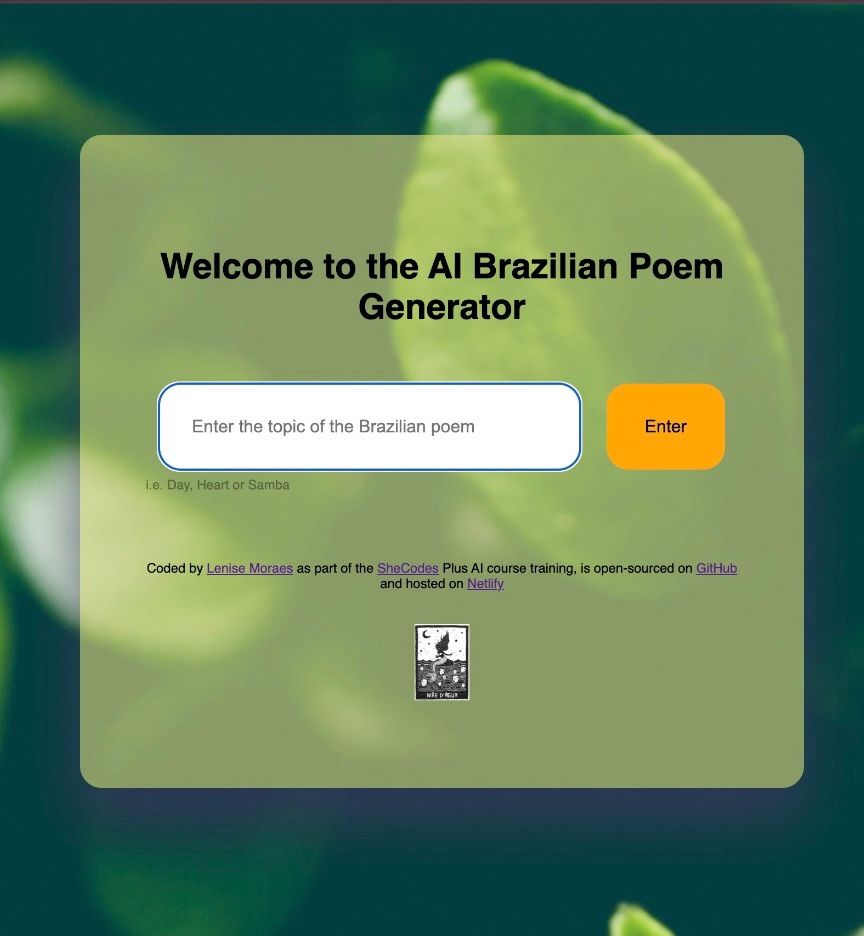 Welcome to the AI Brazilian Poem
Generator
Enter the topic of the Brazilian poem
Enter
i.e. Day, Heart or Samba
Coded by Lenise Moraes as part of the SheCodes Plus AI course training, is open-sourced on GitHub
and hosted on Netlify